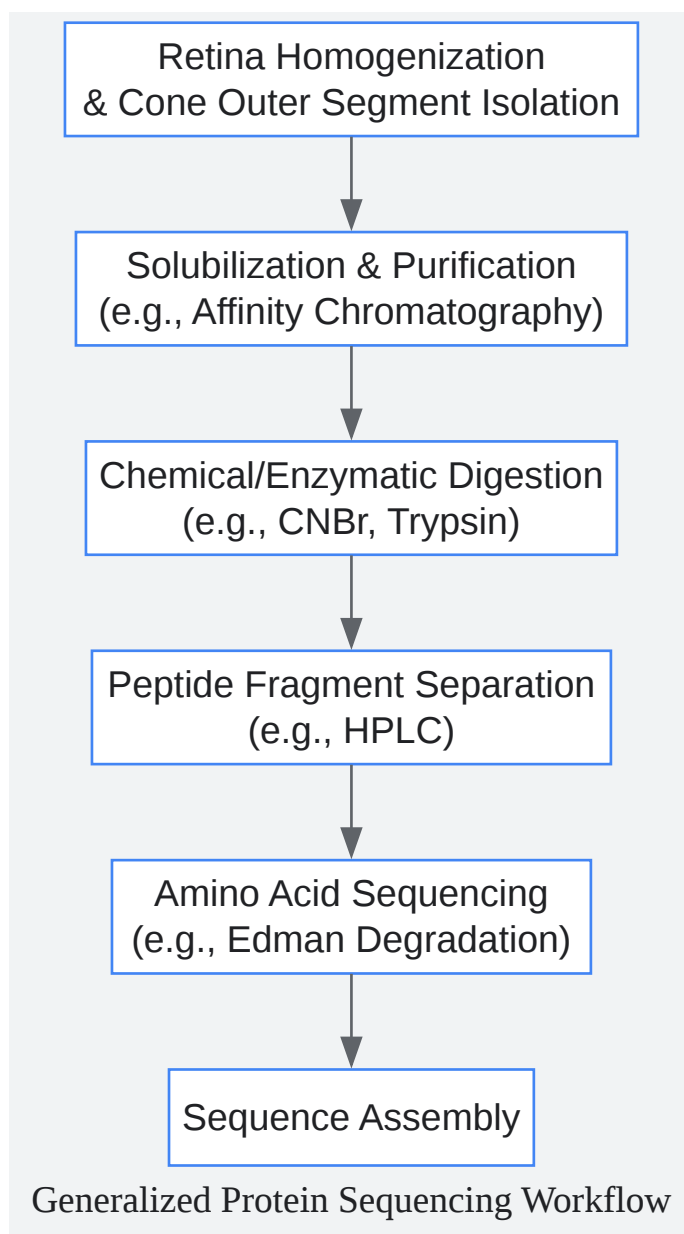 Retina Homogenization
& Cone Outer Segment Isolation
Solubilization & Purification
(e.g., Affinity Chromatography)
Chemical/Enzymatic Digestion
(e.g., CNBr, Trypsin)
Peptide Fragment Separation
(e.g., HPLC)
Amino Acid Sequencing
(e.g., Edman Degradation)
Sequence Assembly
Generalized Protein Sequencing Workflow